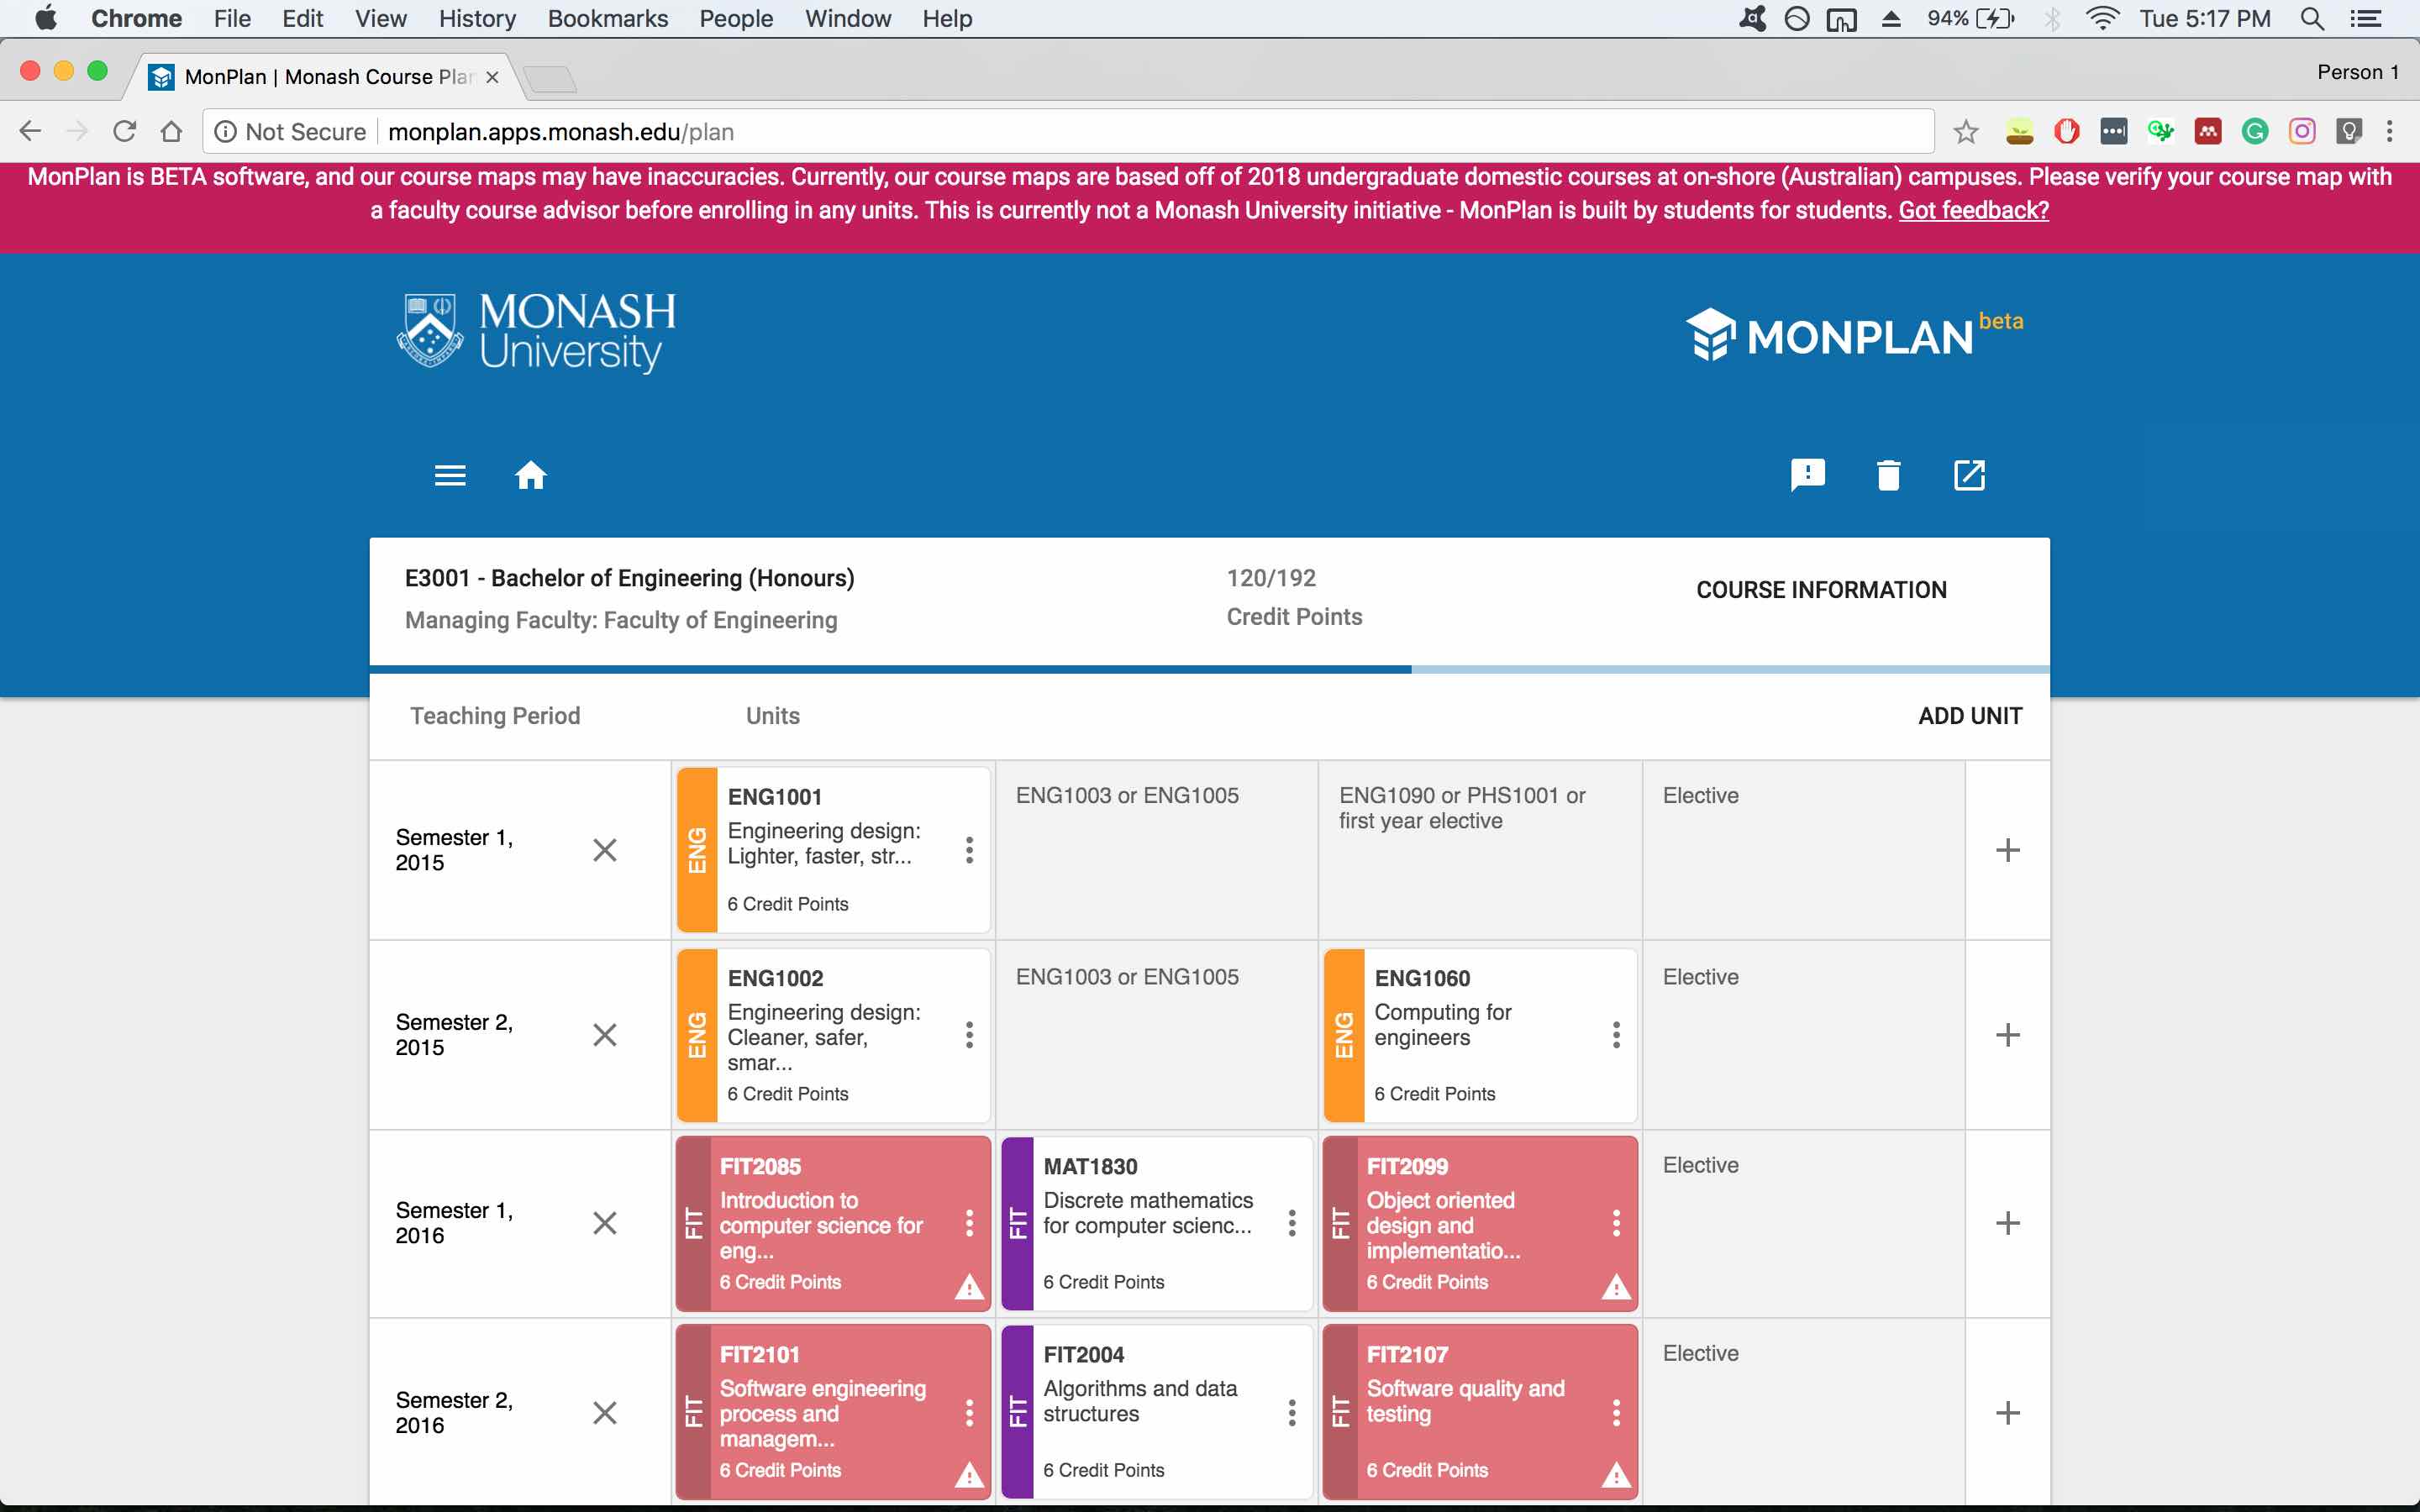 Chrome File Edit View History Bookmarks People Window Help 94% Tue 5:17 PM
MonPlan | Monash Course Plan Person 1
Not Secure monplan.apps.monash.edu/plan
MonPlan is BETA software, and our course maps may have inaccuracies. Currently, our course maps are based off of 2018 undergraduate domestic courses at on-shore (Australian) campuses. Please verify your course map with
a faculty course advisor before enrolling in any units. This is currently not a Monash University initiative - MonPlan is built by students for students. Got feedback?
MONASH
University
MONPLAN beta
E3001 - Bachelor of Engineering (Honours)
Managing Faculty: Faculty of Engineering
120/192
Credit Points
COURSE INFORMATION
Teaching Period Units ADD UNIT
Semester 1,
2015
ENG
ENG1001
Engineering design:
Lighter, faster, str...
6 Credit Points
ENG1003 or ENG1005
ENG1090 or PHS1001 or
first year elective
Elective
Semester 2,
2015
ENG
ENG1002
Engineering design:
Cleaner, safer,
smar...
6 Credit Points
ENG1003 or ENG1005
ENG
ENG1060
Computing for
engineers
6 Credit Points
Elective
Semester 1,
2016
FIT
FIT2085
Introduction to
computer science for
eng...
6 Credit Points
FIT
MAT1830
Discrete mathematics
for computer scienc...
6 Credit Points
FIT
FIT2099
Object oriented
design and
implementatio...
6 Credit Points
Elective
Semester 2,
2016
FIT
FIT2101
Software engineering
process and
managem...
6 Credit Points
FIT
FIT2004
Algorithms and data
structures
6 Credit Points
FIT
FIT2107
Software quality and
testing
6 Credit Points
Elective